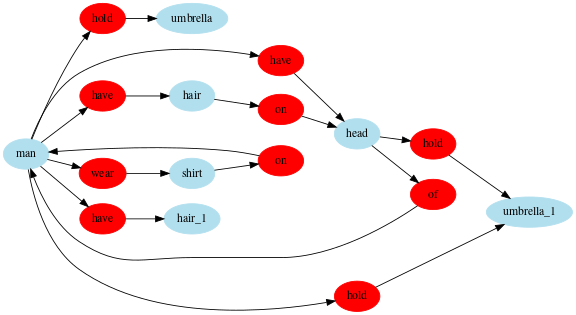 hold
umbrella
have
have
hair
on
head
hold
man
on
wear
shirt
of
have
hair_1
umbrella_1
hold